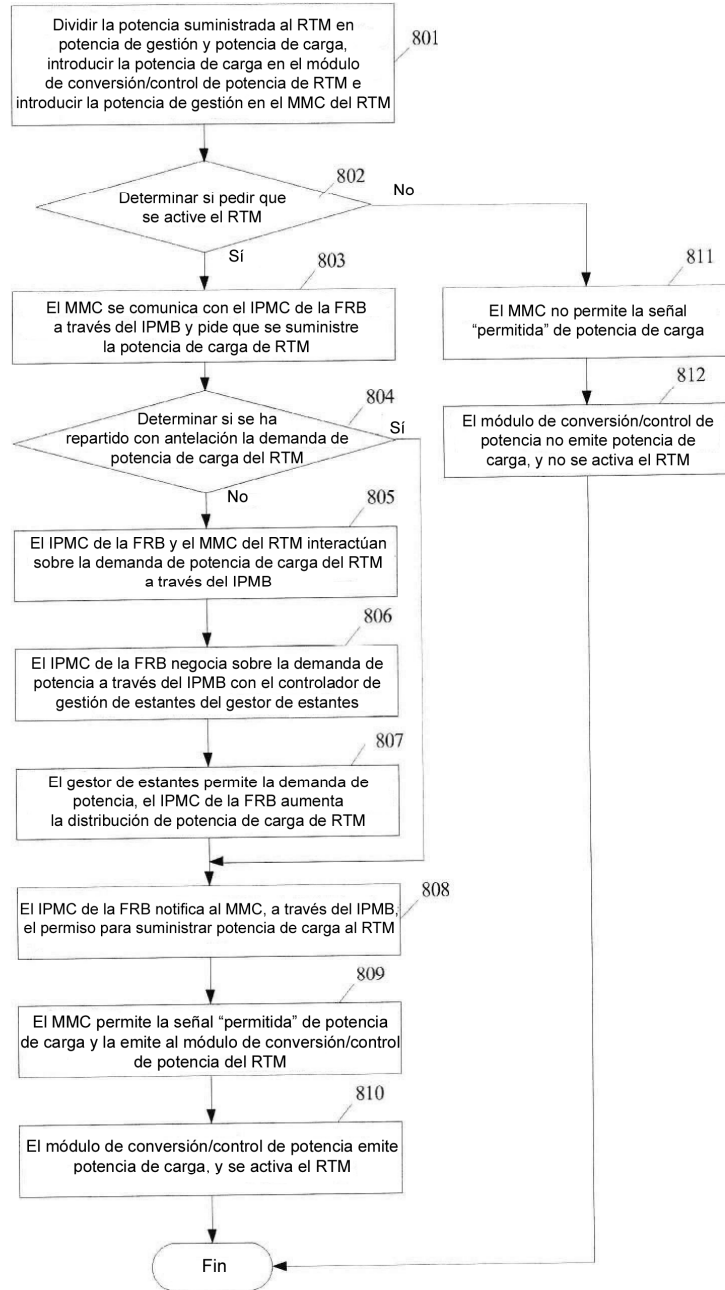 Dividir la potencia suministrada al RTM en
potencia de gestión y potencia de carga,
introducir la potencia de carga en el módulo
de conversión/control de potencia de RTM e
introducir la potencia de gestión en el MMC del RTM
801
802
Determinar si pedir que
se active el RTM
No
Sí
803
El MMC se comunica con el IPMC de la FRB
a través del IPMB y pide que se suministre
la potencia de carga de RTM
811
El MMC no permite la señal
“permitida” de potencia de carga
812
El módulo de conversión/control de
potencia no emite potencia de
carga, y no se activa el RTM
804
Determinar si se ha
repartido con antelación la demanda de
potencia de carga del RTM
Sí
No
805
El IPMC de la FRB y el MMC del RTM interactúan
sobre la demanda de potencia de carga del RTM
a través del IPMB
806
El IPMC de la FRB negocia sobre la demanda de
potencia a través del IPMB con el controlador de
gestión de estantes del gestor de estantes
807
El gestor de estantes permite la demanda de
potencia, el IPMC de la FRB aumenta
la distribución de potencia de carga de RTM
808
El IPMC de la FRB notifica al MMC, a través del IPMB,
el permiso para suministrar potencia de carga al RTM
809
El MMC permite la señal “permitida” de potencia
de carga y la emite al módulo de conversión/control
de potencia del RTM
810
El módulo de conversión/control de potencia emite
potencia de carga, y se activa el RTM
Fin